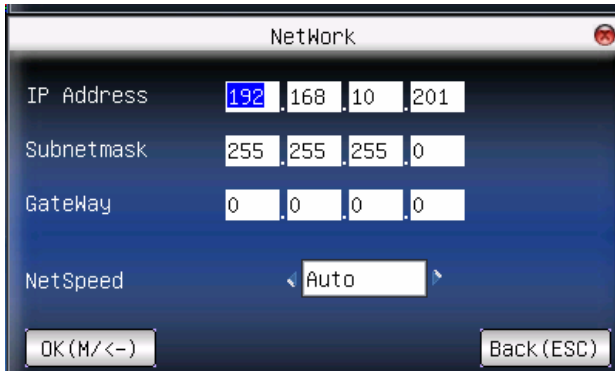 NetWork
IP Address 192.168.10.201
Subnetmask 255.255.255.0
GateWay 0.0.0.0
NetSpeed Auto
OK(M/<-) Back(ESC)